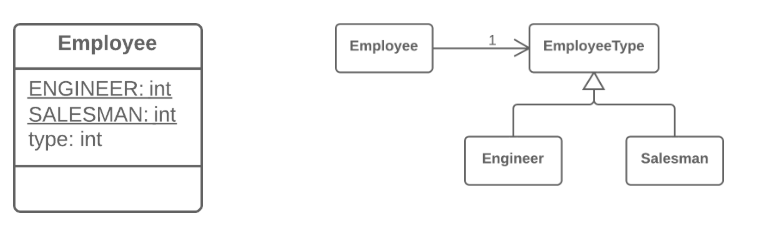 Employee
ENGINEER: int
SALESMAN: int
type: int
Employee
1
EmployeeType
Engineer
Salesman